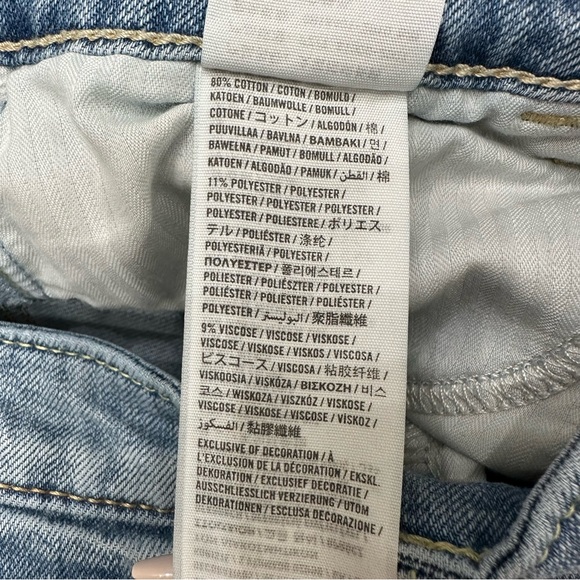 80% COTTON / COTON / BOMULD /
KATOEN / BAUMWOLLE / BOMULL /
COTONE / コットン / ALGODÓN / 棉 /
PUUVILLAA / BAVLNA / ΒΑΜΒΑΚΙ / 면 /
BAWEŁNA / PAMUT / BOMULL / ALGODÃO /
KATOEN / ALGODÃO / PAMUK / القطن / 棉
11% POLYESTER / POLYESTER /
POLYESTER / POLYESTER / POLYESTER /
POLYESTER / POLIESTERE / ポリエス
テル / POLIÉSTER / 涤纶 /
POLYESTERIÄ / POLYESTER /
ΠΟΛΥΕΣΤΕΡ / 폴리에스테르 /
POLIESTER / POLIÉSZTER / POLYESTER /
POLIÉSTER / POLYESTER / POLIÉSTER /
POLIÉSTER / البوليستر / 聚脂纖維
9% VISCOSE / VISCOSE / VISKOSE /
VISCOSE / VISKOSE / VISKOS / VISCOSA /
ビスコース / VISCOSA / 粘胶纤维 /
VISKOOSIA / VISKÓZA / ΒΙΣΚΟΖΗ / 비스
코스 / WISKOZA / VISZKÓZ / VISKOSE /
VISCOSE / VISKOSE / VISCOSE / VİSKOZ /
VISCOSE / الفسكوز / 黏膠纖維
EXCLUSIVE OF DECORATION / À
L'EXCLUSION DE LA DÉCORATION / EKSKL.
DEKORATION / EXCLUSIEF DECORATIE /
AUSSCHLIESSLICH VERZIERUNG / UTOM
DEKORATIONEN / ESCLUSA DECORAZIONE /